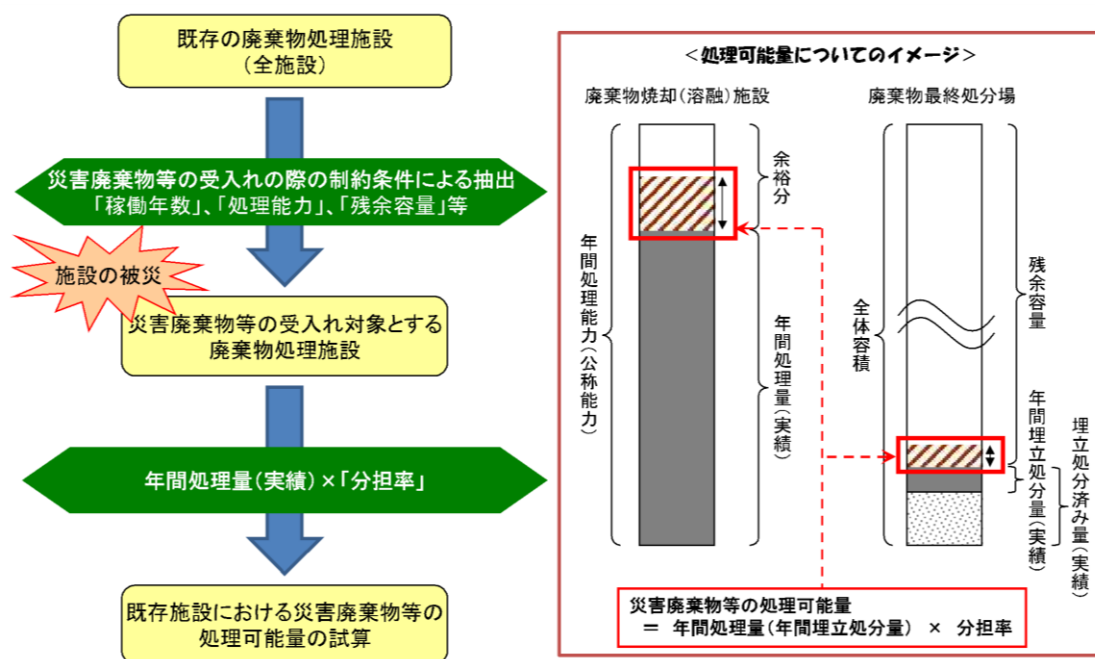 既存の廃棄物処理施設
(全施設)
災害廃棄物等の受入れの際の制約条件による抽出
「稼働年数」、「処理能力」、「残余容量」等
施設の被災
災害廃棄物等の受入れ対象とする
廃棄物処理施設
年間処理量(実績)×「分担率」
既存施設における災害廃棄物等の
処理可能量の試算
<処理可能量についてのイメージ>
廃棄物焼却(溶融)施設
年間処理能力(公称能力)
余裕分
年間処理量(実績)
廃棄物最終処分場
全体容積
残余容量
年間埋立処分量(実績)
埋立処分済み量(実績)
災害廃棄物等の処理可能量
= 年間処理量(年間埋立処分量) × 分担率